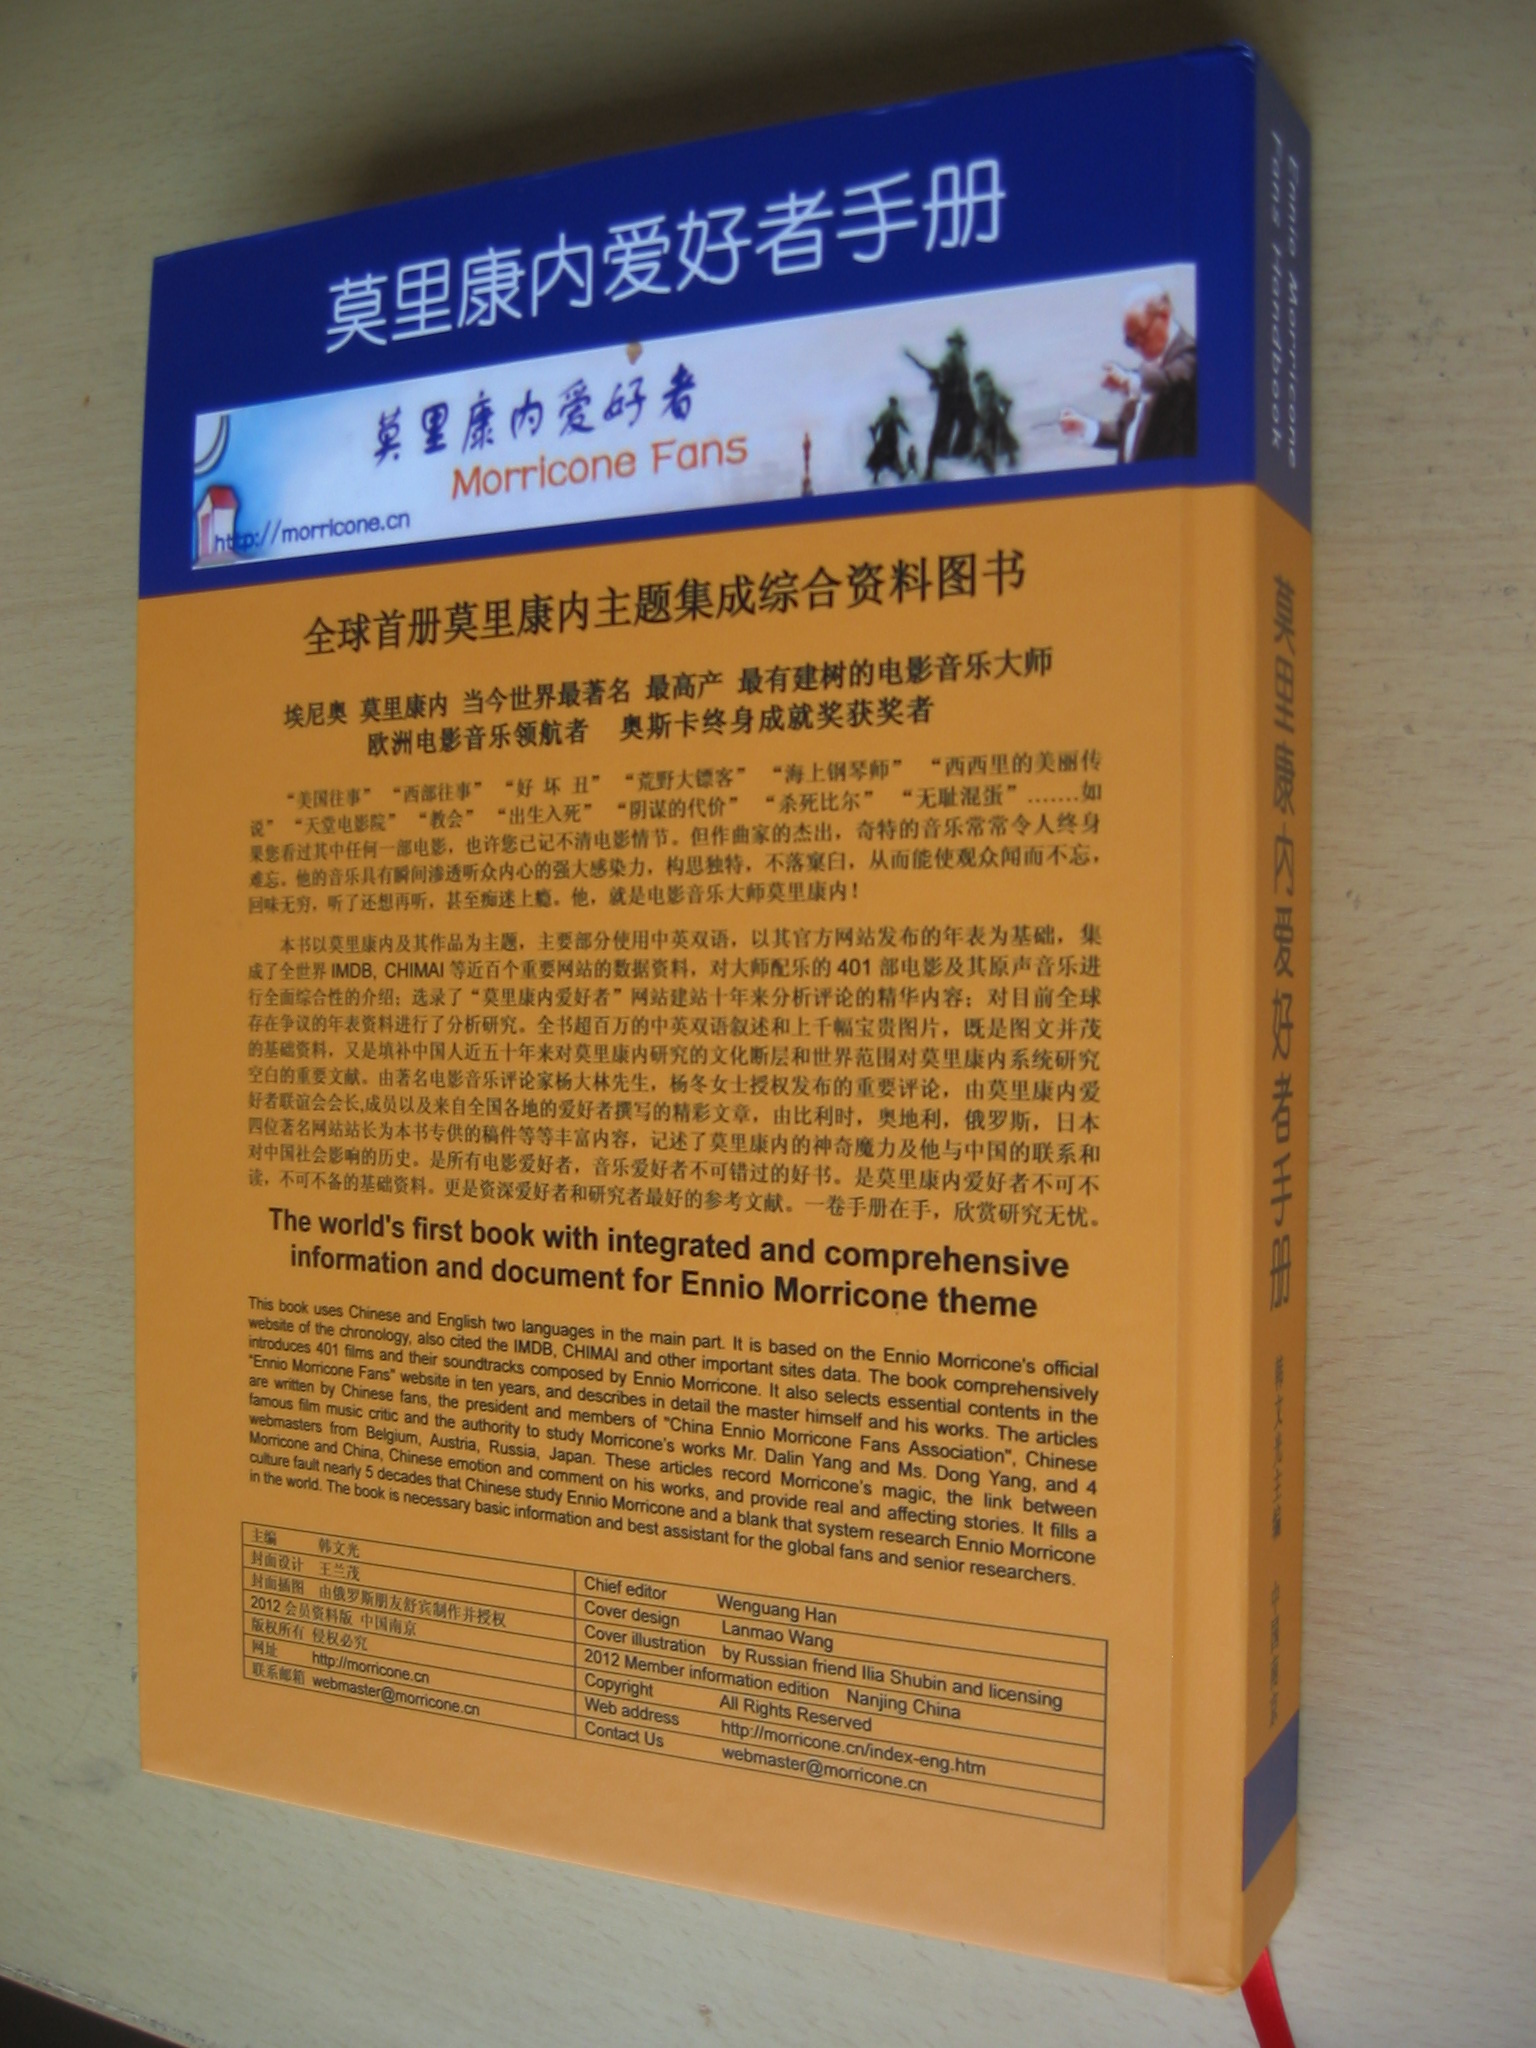 莫里康内爱好者手册
莫里康内爱好者
Morricone Fans
http://morricone.cn
全球首册莫里康内主题集成综合资料图书
埃尼奥 莫里康内 当今世界最著名 最高产 最有建树的电影音乐大师
欧洲电影音乐领航者 奥斯卡终身成就奖获奖者
“美国往事” “西部往事” “好 坏 丑” “荒野大镖客” “海上钢琴师” “西西里的美丽传
说” “天堂电影院” “教会” “出生入死” “阴谋的代价” “杀死比尔” “无耻混蛋”.......如
果您看过其中任何一部电影，也许您已记不清电影情节。但作曲家的杰出，奇特的音乐常常令人终身
难忘。他的音乐具有瞬间渗透听众内心的强大感染力，构思独特，不落窠臼，从而能使观众闻而不忘，
回味无穷，听了还想再听，甚至痴迷上瘾。他，就是电影音乐大师莫里康内！
本书以莫里康内及其作品为主题，主要部分使用中英双语，以其官方网站发布的年表为基础，集
成了全世界 IMDB, CHIMAI 等近百个重要网站的数据资料，对大师配乐的 401 部电影及其原声音乐进
行全面综合性的介绍；选录了“莫里康内爱好者”网站建站十年来分析评论的精华内容；对目前全球
存在争议的年表资料进行了分析研究。全书超百万的中英双语叙述和上千幅宝贵图片，既是图文并茂
的基础资料，又是填补中国人近五十年来对莫里康内研究的文化断层和世界范围对莫里康内系统研究
空白的重要文献。由著名电影音乐评论家杨大林先生，杨冬女士授权发布的重要评论，由莫里康内爱
好者联谊会会长,成员以及来自全国各地的爱好者撰写的精彩文章，由比利时，奥地利，俄罗斯，日本
四位著名网站站长为本书专供的稿件等等丰富内容，记述了莫里康内的神奇魔力及他与中国的联系和
对中国社会影响的历史。是所有电影爱好者，音乐爱好者不可错过的好书。是莫里康内爱好者不可不
读，不可不备的基础资料。更是资深爱好者和研究者最好的参考文献。一卷手册在手，欣赏研究无忧。
The world's first book with integrated and comprehensive
information and document for Ennio Morricone theme
This book uses Chinese and English two languages in the main part. It is based on the Ennio Morricone's official
website of the chronology, also cited the IMDB, CHIMAI and other important sites data. The book comprehensively
introduces 401 films and their soundtracks composed by Ennio Morricone. It also selects essential contents in the
"Ennio Morricone Fans" website in ten years, and describes in detail the master himself and his works. The articles
are written by Chinese fans, the president and members of "China Ennio Morricone Fans Association", Chinese
famous film music critic and the authority to study Morricone's works Mr. Dalin Yang and Ms. Dong Yang, and 4
webmasters from Belgium, Austria, Russia, Japan. These articles record Morricone's magic, the link between
Morricone and China, Chinese emotion and comment on his works, and provide real and affecting stories. It fills a
culture fault nearly 5 decades that Chinese study Ennio Morricone and a blank that system research Ennio Morricone
in the world. The book is necessary basic information and best assistant for the global fans and senior researchers.
主编 韩文光
封面设计 王兰茂
封面插图 由俄罗斯朋友舒宾制作并授权
2012 会员资料版 中国南京
版权所有 侵权必究
网址 http://morricone.cn
联系邮箱 webmaster@morricone.cn
Chief editor Wenguang Han
Cover design Lanmao Wang
Cover illustration by Russian friend Ilia Shubin and licensing
2012 Member information edition Nanjing China
Copyright All Rights Reserved
Web address http://morricone.cn/index-eng.htm
Contact Us webmaster@morricone.cn
Ennio Morricone
Fans Handbook
莫里康内爱好者手册
韩文光主编